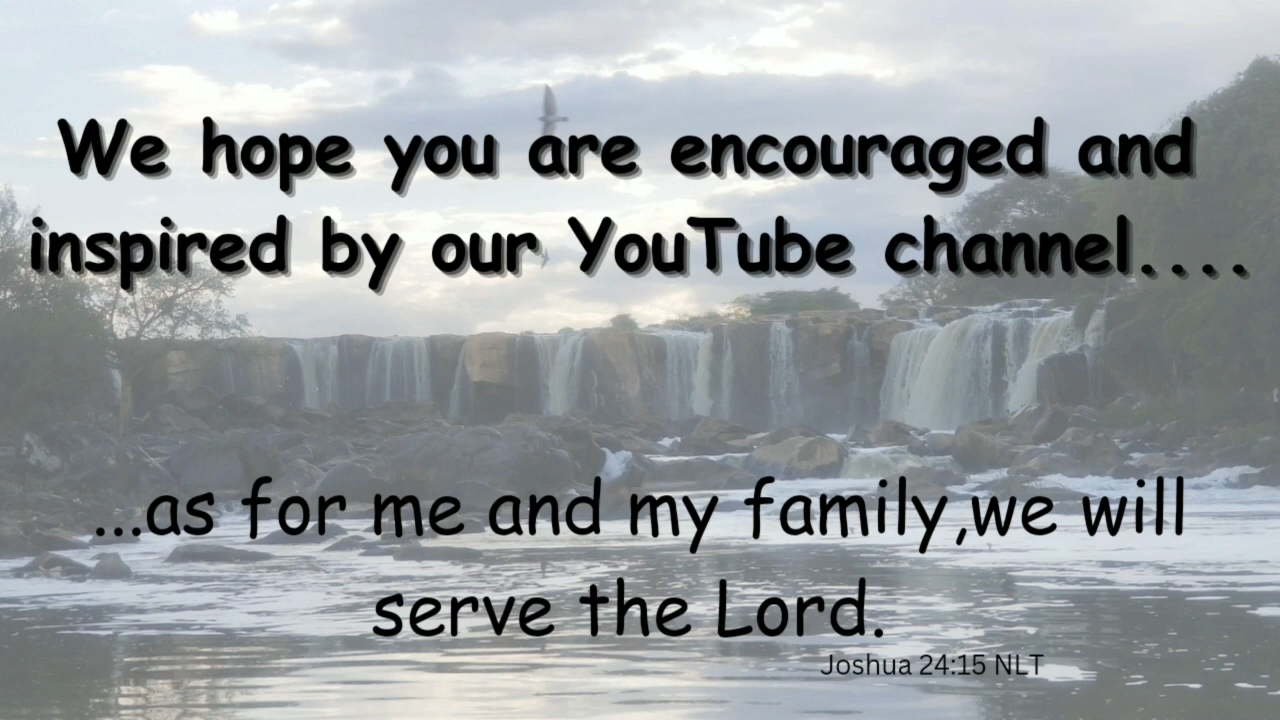 We hope you are encouraged and
inspired by our YouTube channel....
...as for me and my family,we will
serve the Lord.
Joshua 24:15 NLT